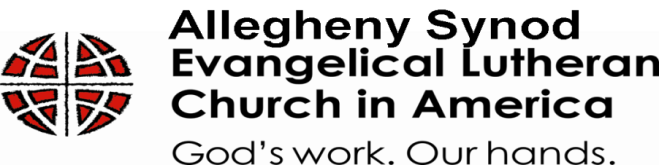 Allegheny Synod
Evangelical Lutheran
Church in America
God's work. Our hands.